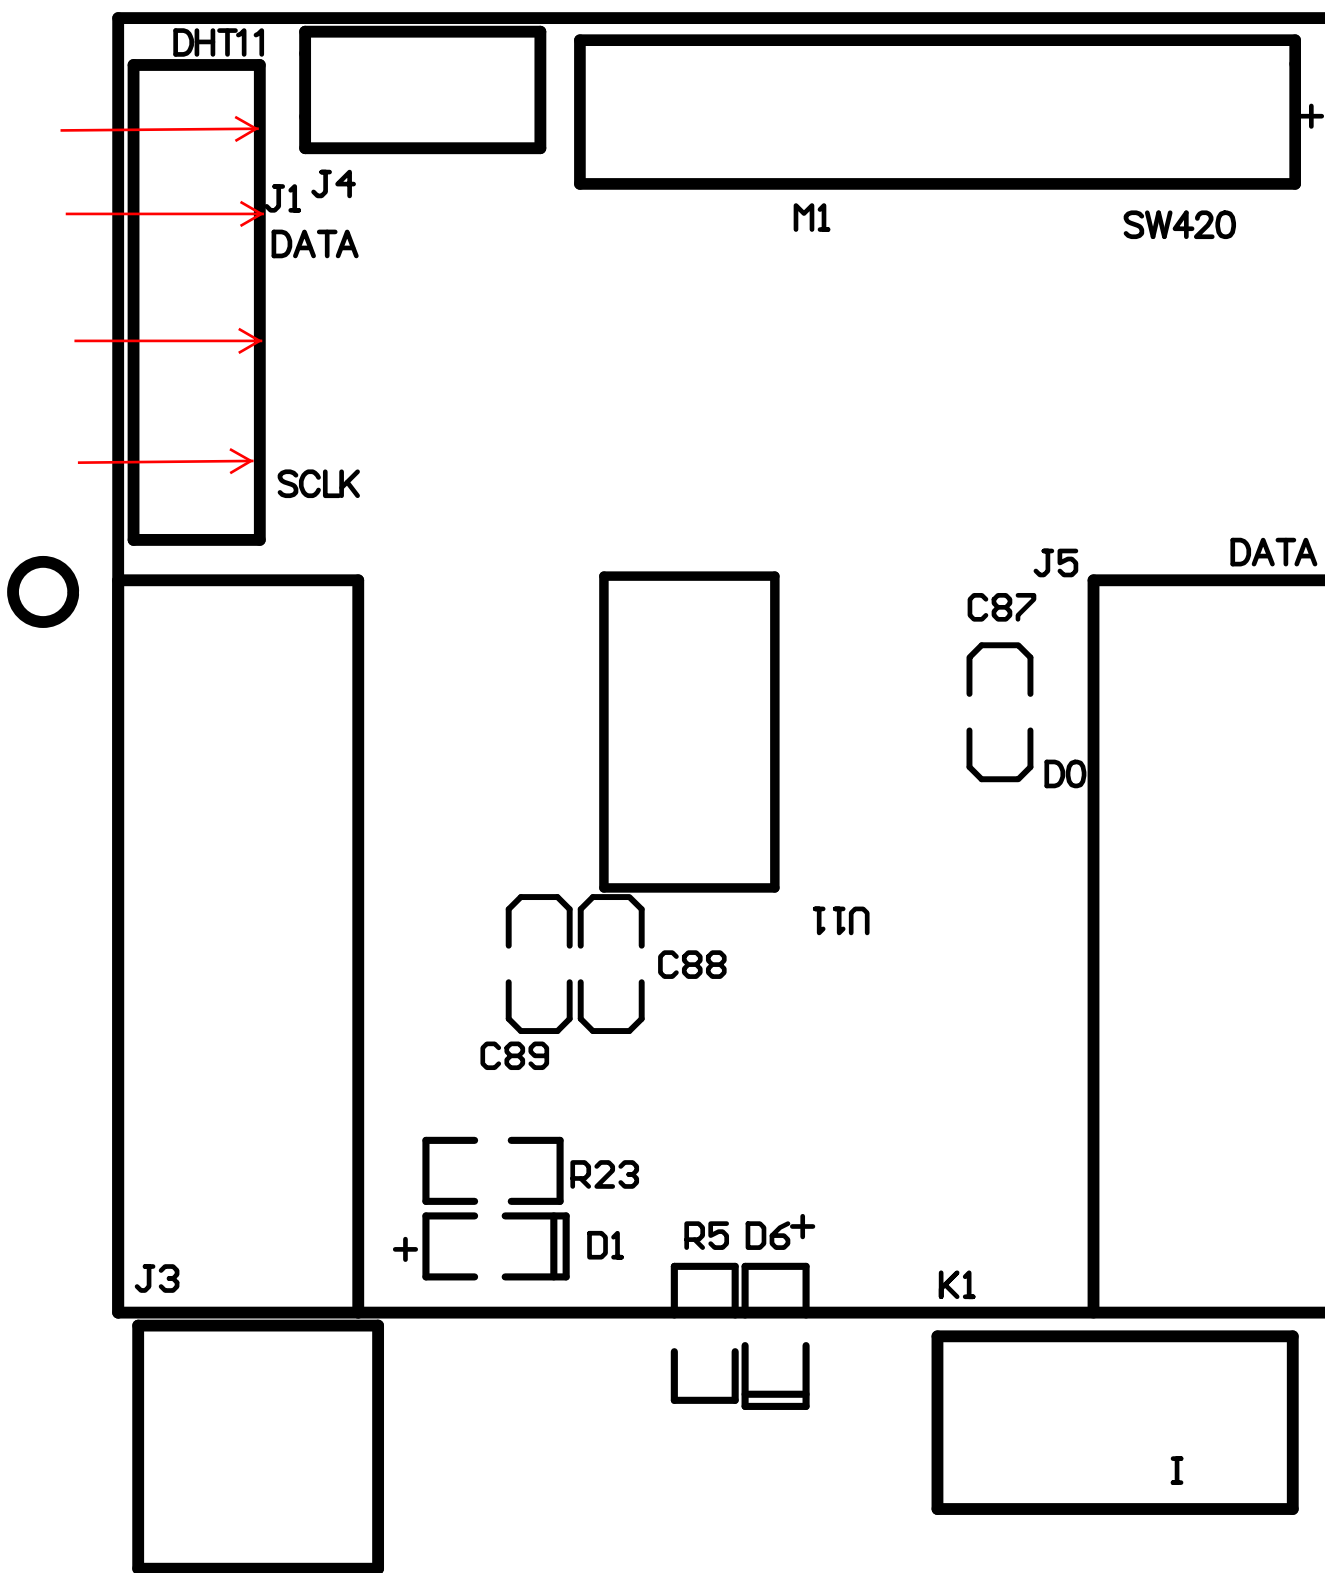 DHT11
+
J4
J1
M1
SW420
DATA
SCLK
DATA
J5
C87
D0
U11
C88
C89
R23
R5
D6
+
+
D1
J3
K1
I